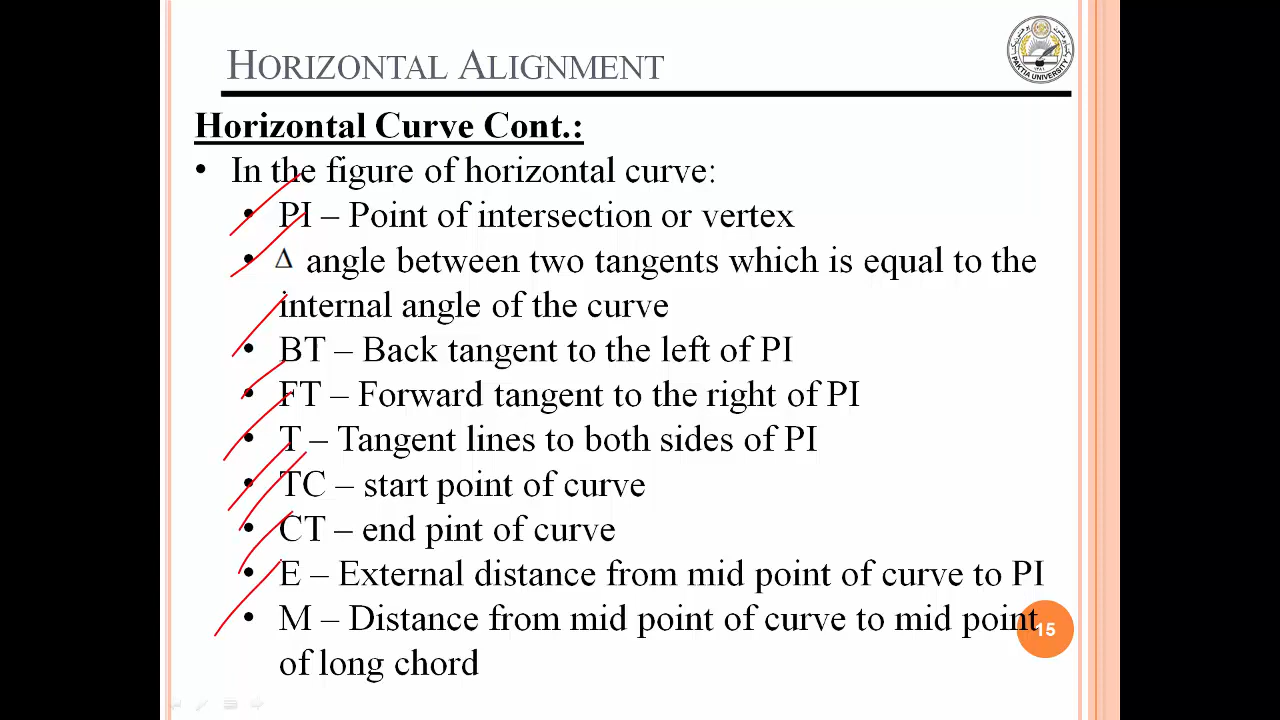 HORIZONTAL ALIGNMENT
PAKTIA UNIVERSITY
Horizontal Curve Cont.:
• In the figure of horizontal curve:
• PI – Point of intersection or vertex
• Δ angle between two tangents which is equal to the
internal angle of the curve
• BT – Back tangent to the left of PI
• FT – Forward tangent to the right of PI
• T – Tangent lines to both sides of PI
• TC – start point of curve
• CT – end pint of curve
• E – External distance from mid point of curve to PI
• M – Distance from mid point of curve to mid point
of long chord
15